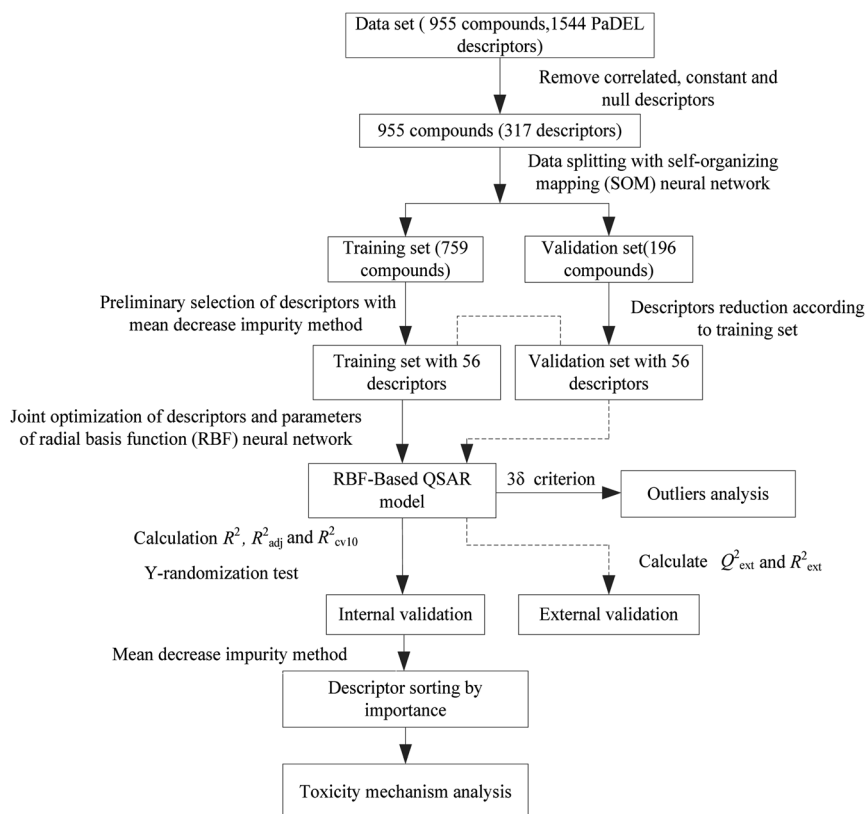 Data set ( 955 compounds,1544 PaDEL
descriptors)
Remove correlated, constant and
null descriptors
955 compounds (317 descriptors)
Data splitting with self-organizing
mapping (SOM) neural network
Training set (759
compounds)
Validation set(196
compounds)
Preliminary selection of descriptors with
mean decrease impurity method
Descriptors reduction according
to training set
Training set with 56
descriptors
Validation set with 56
descriptors
Joint optimization of descriptors and parameters
of radial basis function (RBF) neural network
RBF-Based QSAR
model
3δ criterion
Outliers analysis
Calculation R², R²adj and R²cv10
Y-randomization test
Calculate Q²ext and R²ext
Internal validation
External validation
Mean decrease impurity method
Descriptor sorting by
importance
Toxicity mechanism analysis